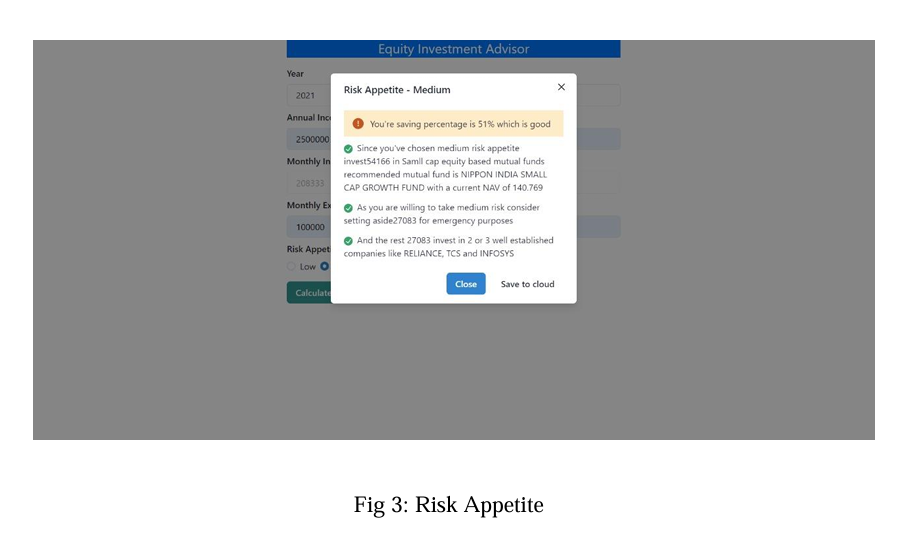 Equity Investment Advisor
Year
2021
Annual Inc
2500000
Monthly In
208333
Monthly Ex
100000
Risk Appet
Low
Calculate
Risk Appetite - Medium
You're saving percentage is 51% which is good
Since you've chosen medium risk appetite
invest54166 in Samll cap equity based mutual funds
recommended mutual fund is NIPPON INDIA SMALL
CAP GROWTH FUND with a current NAV of 140.769
As you are willing to take medium risk consider
setting aside27083 for emergency purposes
And the rest 27083 invest in 2 or 3 well established
companies like RELIANCE, TCS and INFOSYS
Close Save to cloud
Fig 3: Risk Appetite